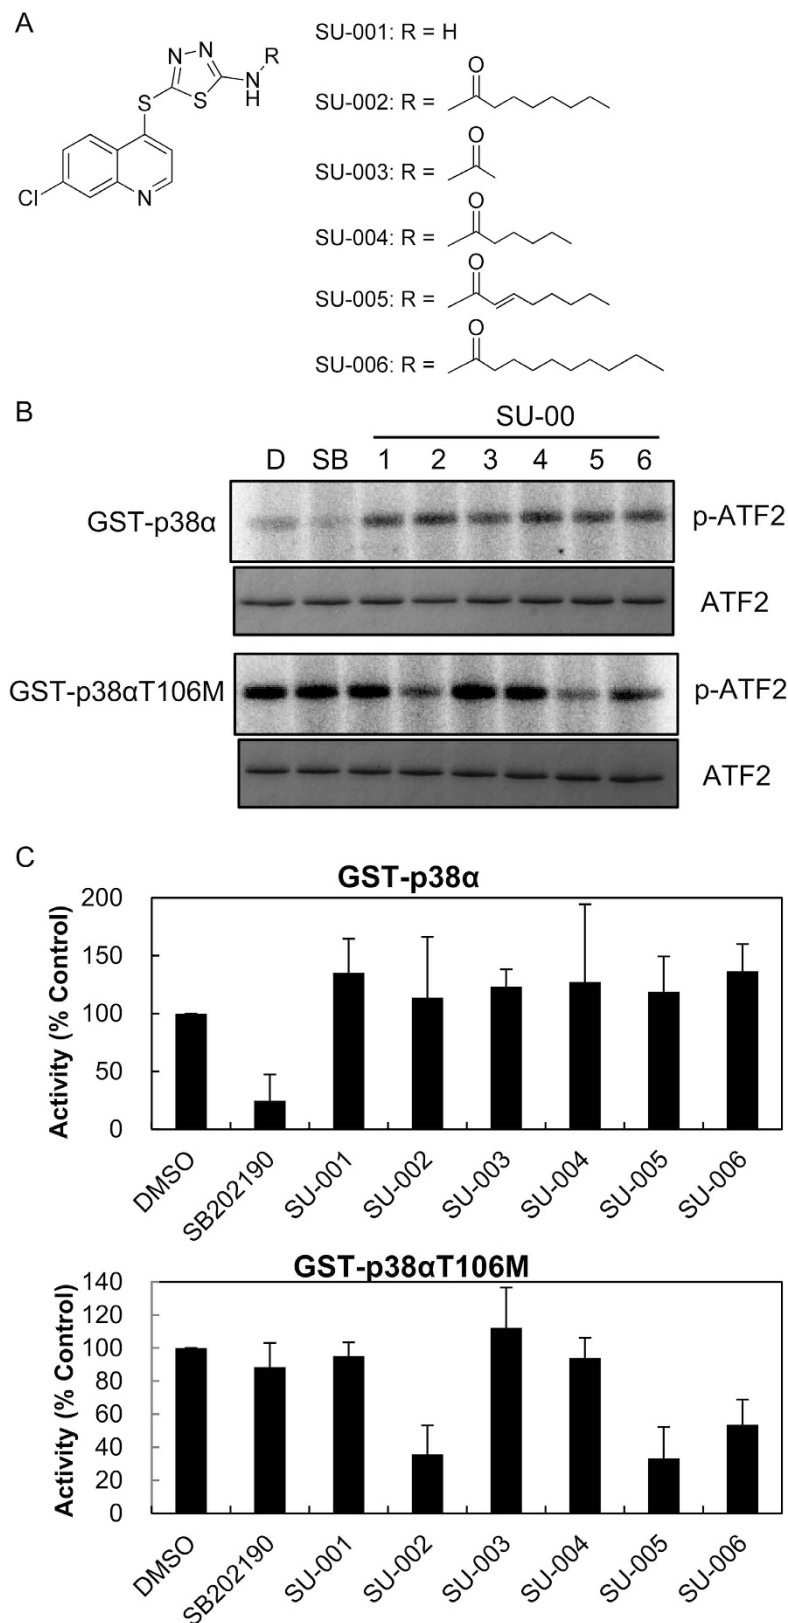 A
N N R
N
H
S S
Cl N
SU-001: R = H
O
SU-002: R =
O
SU-003: R =
O
SU-004: R =
O
SU-005: R =
O
SU-006: R =
B
SU-00
D SB 1 2 3 4 5 6
GST-p38α p-ATF2
ATF2
GST-p38αT106M p-ATF2
ATF2
C
GST-p38α
Activity (% Control)
200
150
100
50
0
DMSO SB202190 SU-001 SU-002 SU-003 SU-004 SU-005 SU-006
GST-p38αT106M
Activity (% Control)
140
120
100
80
60
40
20
0
DMSO SB202190 SU-001 SU-002 SU-003 SU-004 SU-005 SU-006